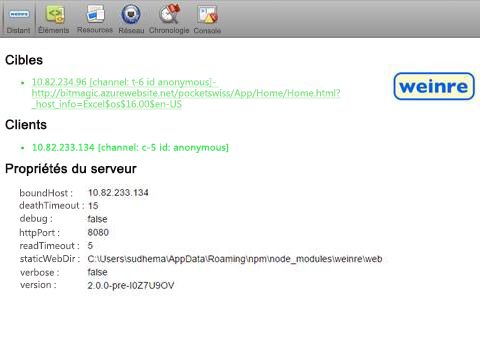 weinre
Distant Éléments Resources Réseau Chronologie Console
Cibles
• 10.82.234.96 [channel: t-6 id anonymous]-
http://bitmagic.azurewebsite.net/pocketswiss/App/Home/Home.html?
_host_info=Excel$os$16.00$en-US
weinre
Clients
• 10.82.233.134 [channel: c-5 id: anonymous]
Propriétés du serveur
boundHost : 10.82.233.134
deathTimeout : 15
debug : false
httpPort : 8080
readTimeout : 5
staticWebDir : C:\Users\sudhema\AppData\Roaming\npm\node_modules\weinre\web
verbose : false
version : 2.0.0-pre-I0Z7U9OV